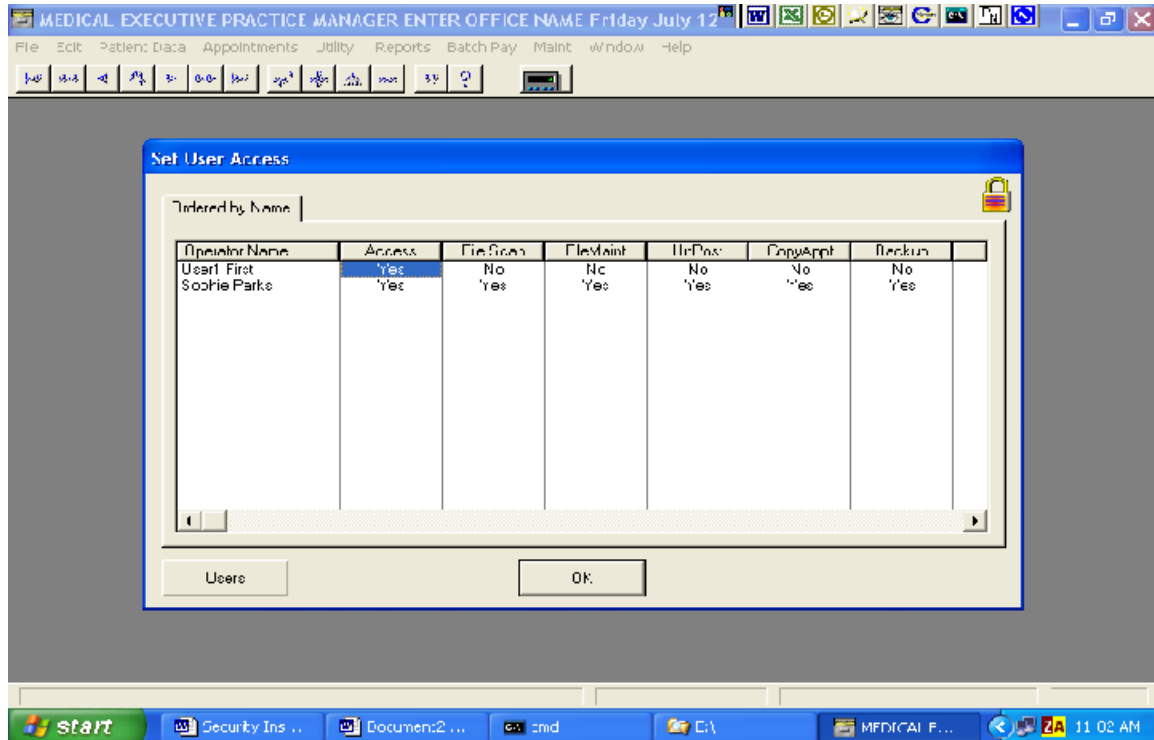 MEDICAL EXECUTIVE PRACTICE MANAGER ENTER OFFICE NAME Friday July 12
File Edit Patient Data Appointments Utility Reports Batch Pay Maint Window Help
Set User Access
Ordered by Name
Operator Name Access File Scan FileMaint UnPost CopyAppt Backup
User1 First Yes No No No No No
Sophie Parks Yes Yes Yes Yes Yes Yes
Users OK
start Security Ins ... Document2 ... cmd E:\ MEDICAL E... ZA 11:02 AM